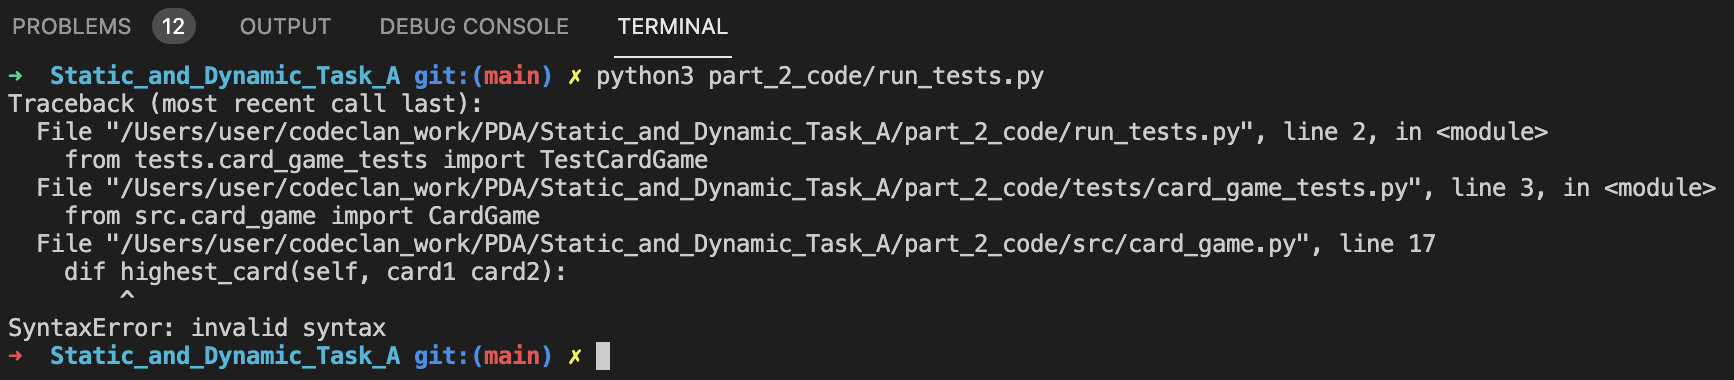 PROBLEMS 12 OUTPUT DEBUG CONSOLE TERMINAL
→ Static_and_Dynamic_Task_A git:(main) ✗ python3 part_2_code/run_tests.py
Traceback (most recent call last):
  File "/Users/user/codeclan_work/PDA/Static_and_Dynamic_Task_A/part_2_code/run_tests.py", line 2, in <module>
    from tests.card_game_tests import TestCardGame
  File "/Users/user/codeclan_work/PDA/Static_and_Dynamic_Task_A/part_2_code/tests/card_game_tests.py", line 3, in <module>
    from src.card_game import CardGame
  File "/Users/user/codeclan_work/PDA/Static_and_Dynamic_Task_A/part_2_code/src/card_game.py", line 17
    dif highest_card(self, card1 card2):
        ^
SyntaxError: invalid syntax
→ Static_and_Dynamic_Task_A git:(main) ✗